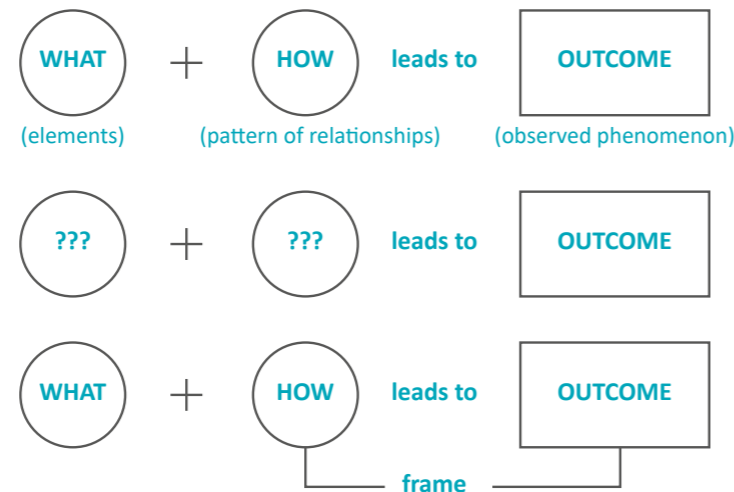 WHAT + HOW leads to OUTCOME
(elements) (pattern of relationships) (observed phenomenon)
??? + ??? leads to OUTCOME
WHAT + HOW leads to OUTCOME
frame